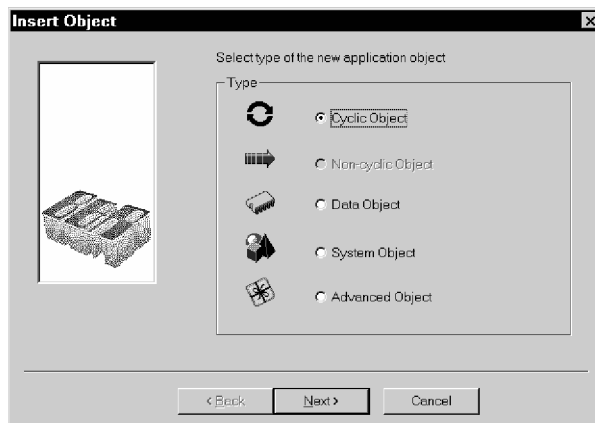 Insert Object
Select type of the new application object
Type
Cyclic Object
Non-cyclic Object
Data Object
System Object
Advanced Object
< Back
Next >
Cancel